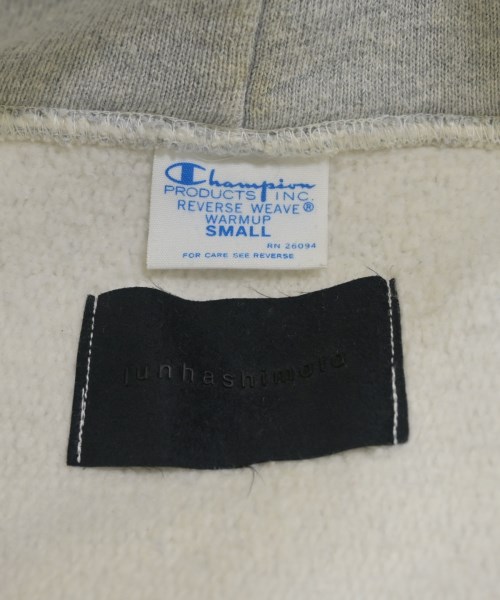 Champion
PRODUCTS INC.
REVERSE WEAVE®
WARMUP
SMALL
RN 26094
FOR CARE SEE REVERSE
junhashimoto